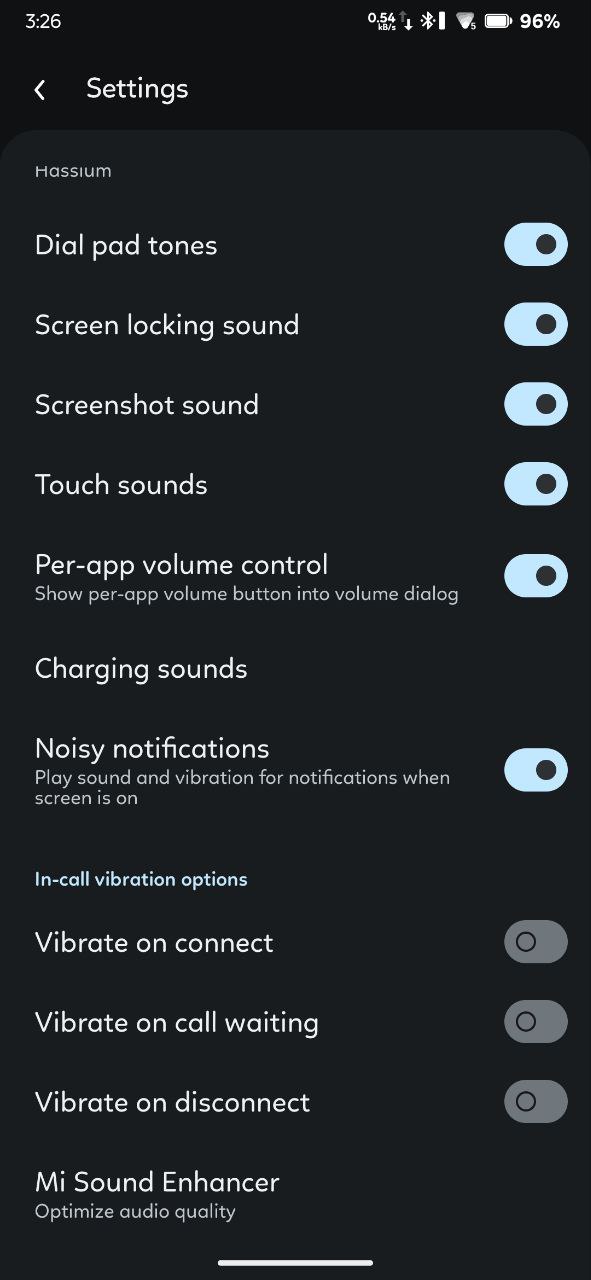 3:26
0.54
kB/s
5
96%
Settings
Hassium
Dial pad tones
Screen locking sound
Screenshot sound
Touch sounds
Per-app volume control
Show per-app volume button into volume dialog
Charging sounds
Noisy notifications
Play sound and vibration for notifications when
screen is on
In-call vibration options
Vibrate on connect
Vibrate on call waiting
Vibrate on disconnect
Mi Sound Enhancer
Optimize audio quality